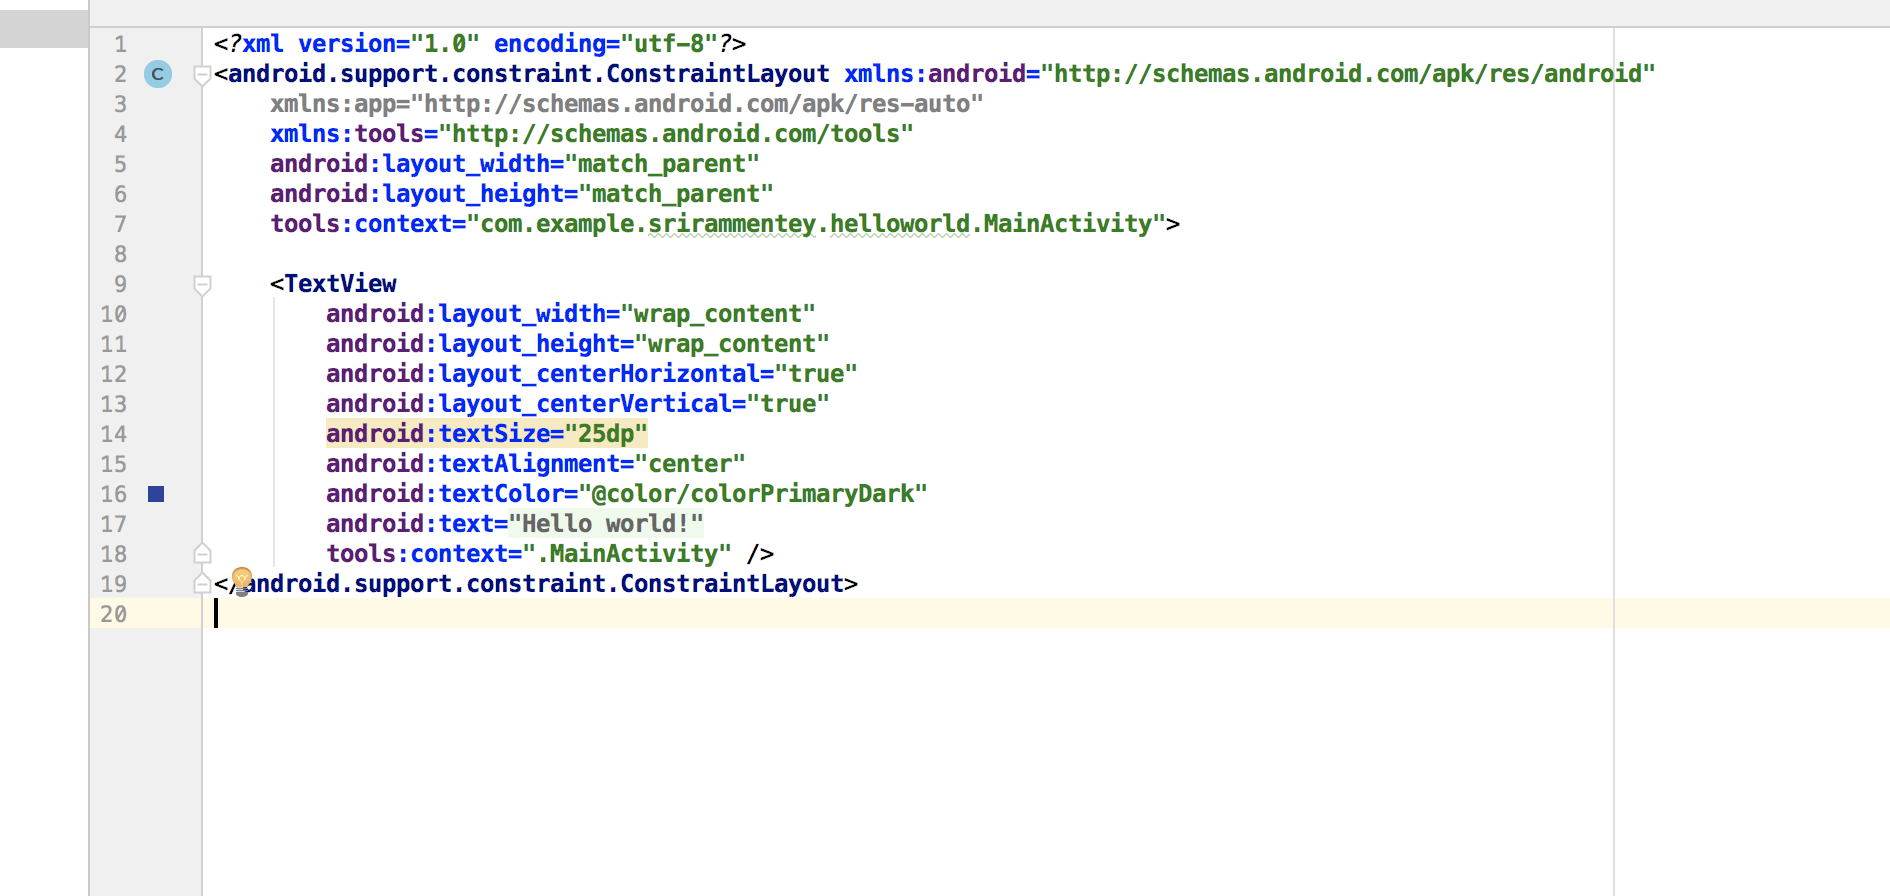 1 <?xml version="1.0" encoding="utf-8"?>
2 C <android.support.constraint.ConstraintLayout xmlns:android="http://schemas.android.com/apk/res/android"
3 xmlns:app="http://schemas.android.com/apk/res-auto"
4 xmlns:tools="http://schemas.android.com/tools"
5 android:layout_width="match_parent"
6 android:layout_height="match_parent"
7 tools:context="com.example.srirammentey.helloworld.MainActivity">
8
9 <TextView
10 android:layout_width="wrap_content"
11 android:layout_height="wrap_content"
12 android:layout_centerHorizontal="true"
13 android:layout_centerVertical="true"
14 android:textSize="25dp"
15 android:textAlignment="center"
16 android:textColor="@color/colorPrimaryDark"
17 android:text="Hello world!"
18 tools:context=".MainActivity" />
19 </android.support.constraint.ConstraintLayout>
20